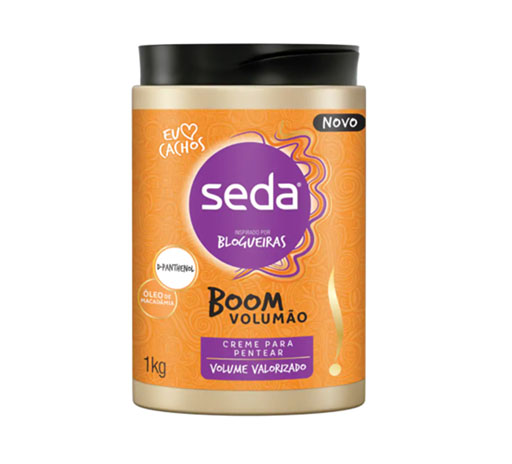 EU♡
CACHOS
NOVO
seda®
INSPIRADO POR
BLOGUEIRAS
D-PANTHENOL
ÓLEO DE
MACADÂMIA
BOOM
VOLUMÃO
CREME PARA
PENTEAR
VOLUME VALORIZADO
1kg